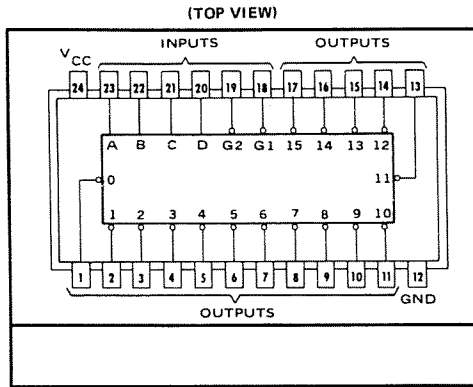 (TOP VIEW)
INPUTS OUTPUTS
VCC
24 23 22 21 20 19 18 17 16 15 14 13
A B C D G2 G1 15 14 13 12
0 11
1 2 3 4 5 6 7 8 9 10
1 2 3 4 5 6 7 8 9 10 11 12
OUTPUTS GND